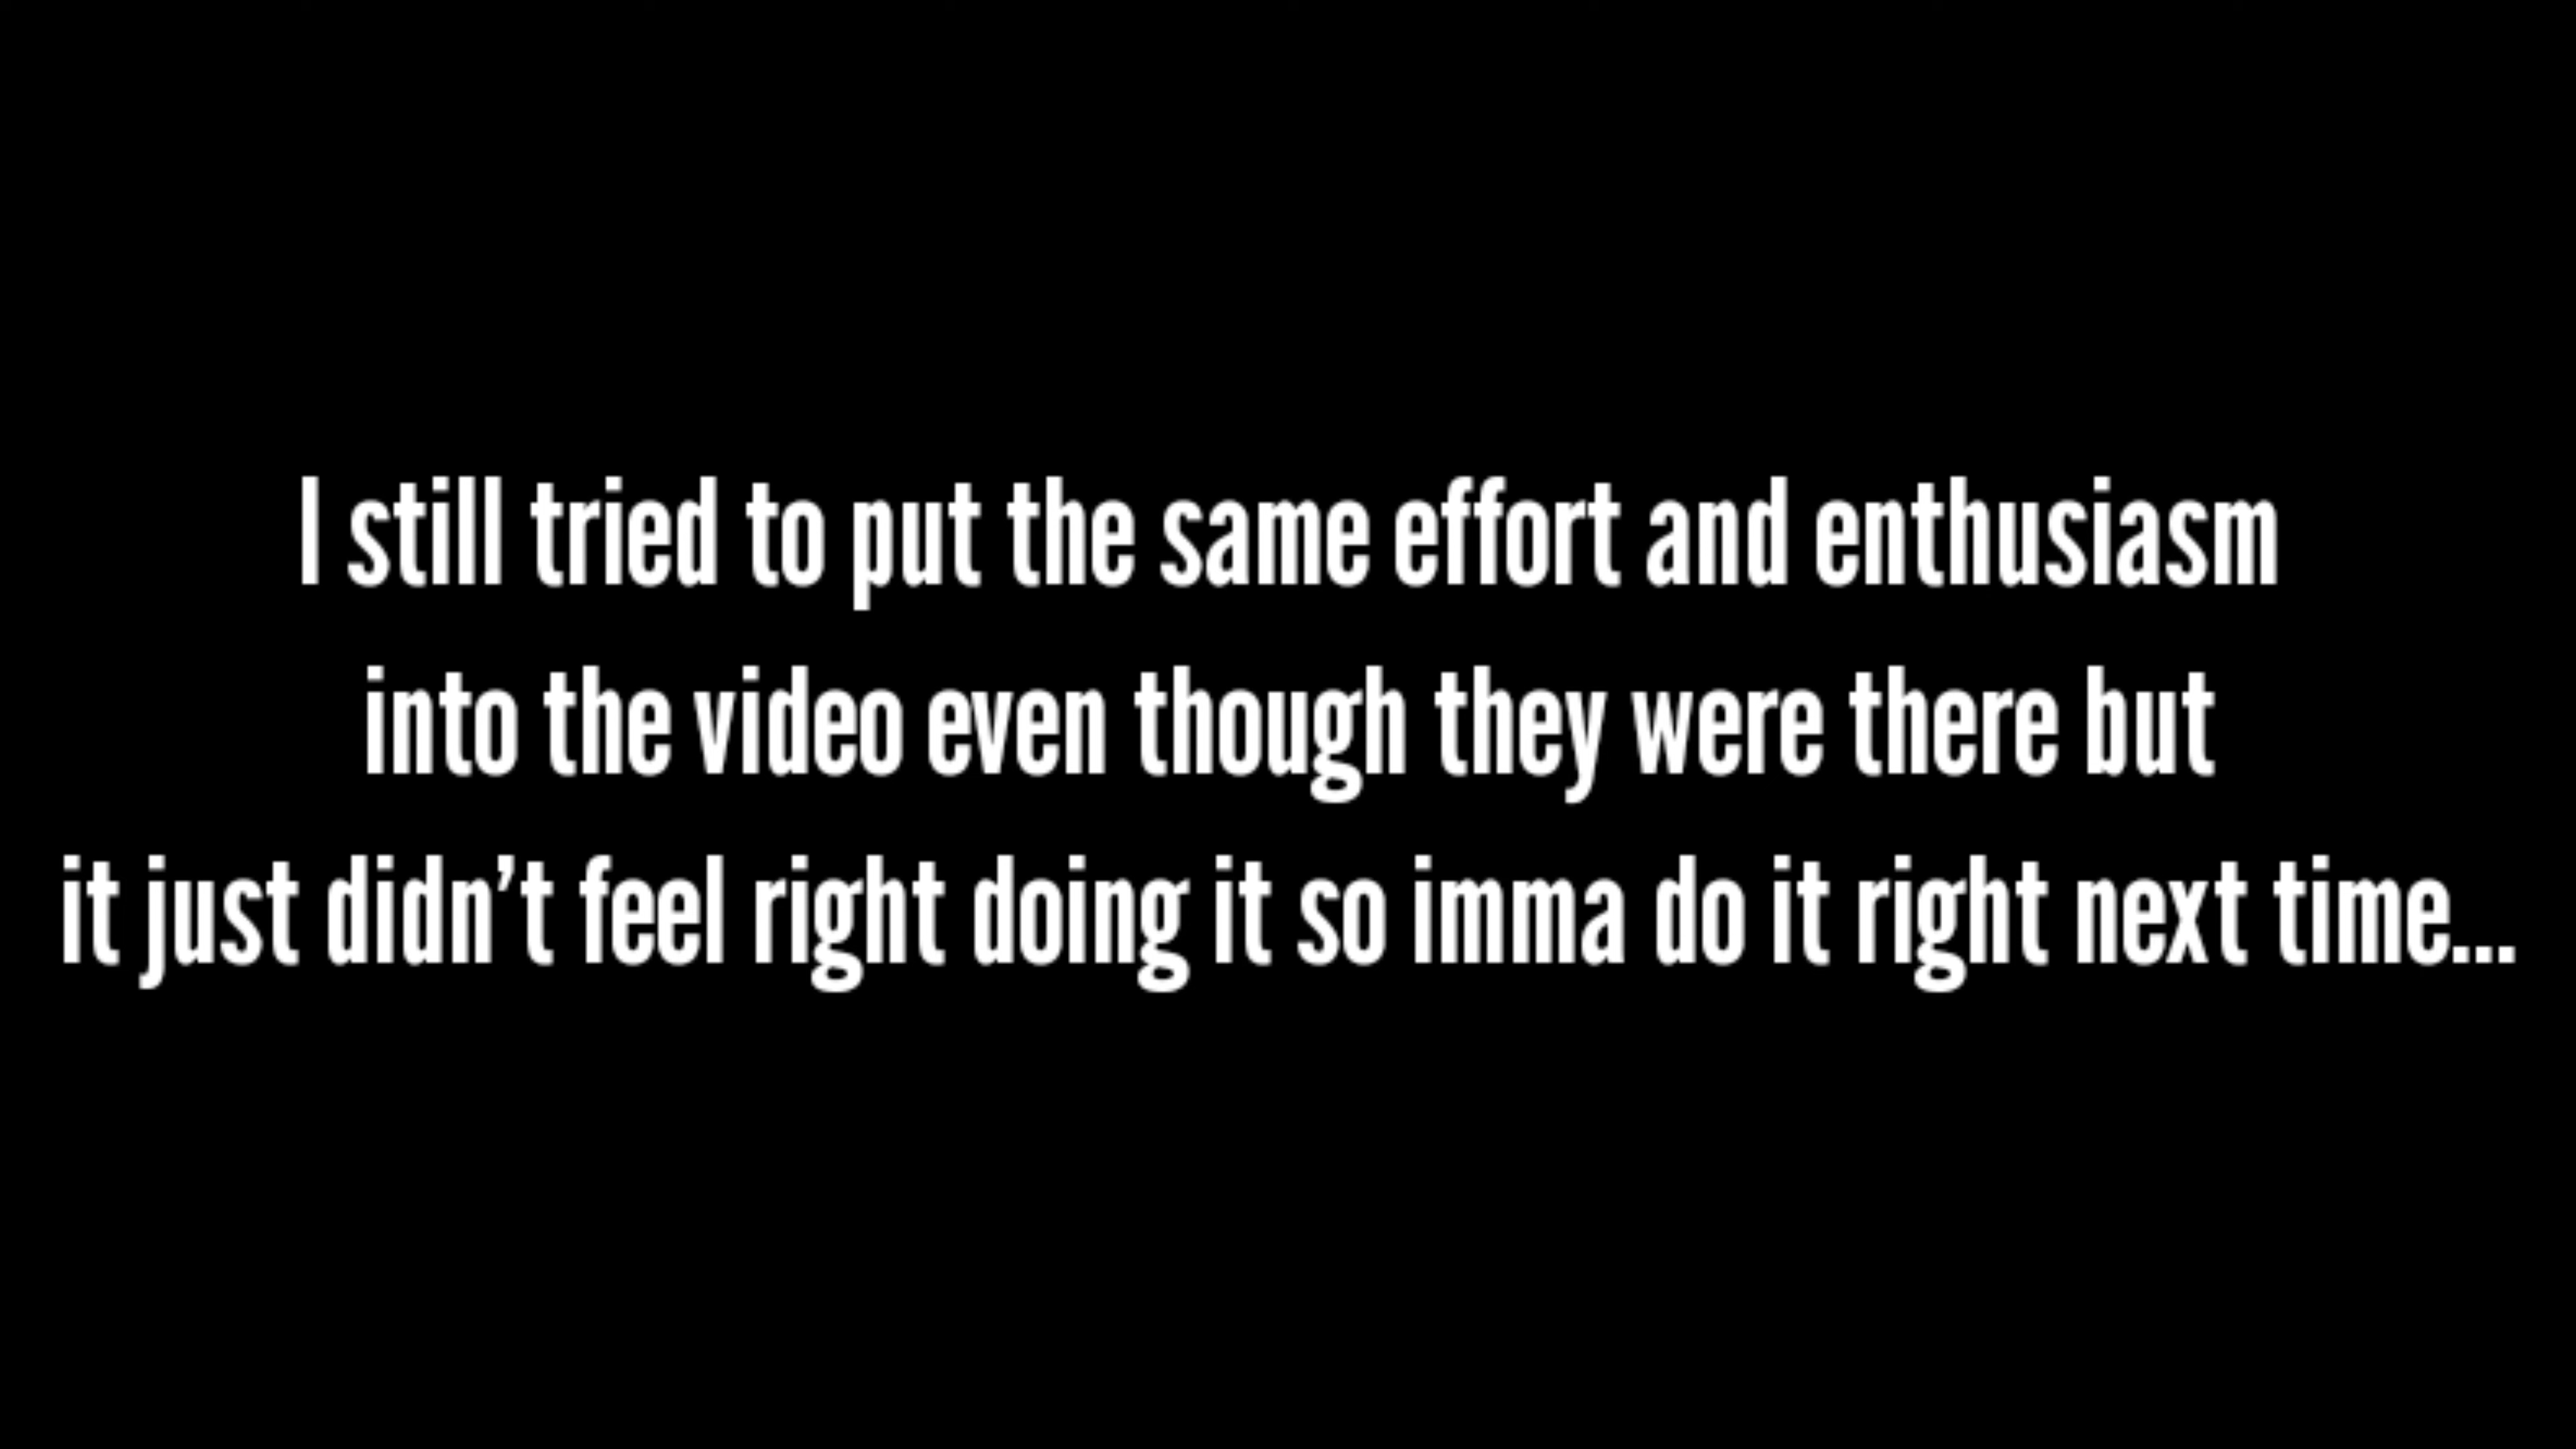 I still tried to put the same effort and enthusiasm
into the video even though they were there but
it just didn’t feel right doing it so imma do it right next time...